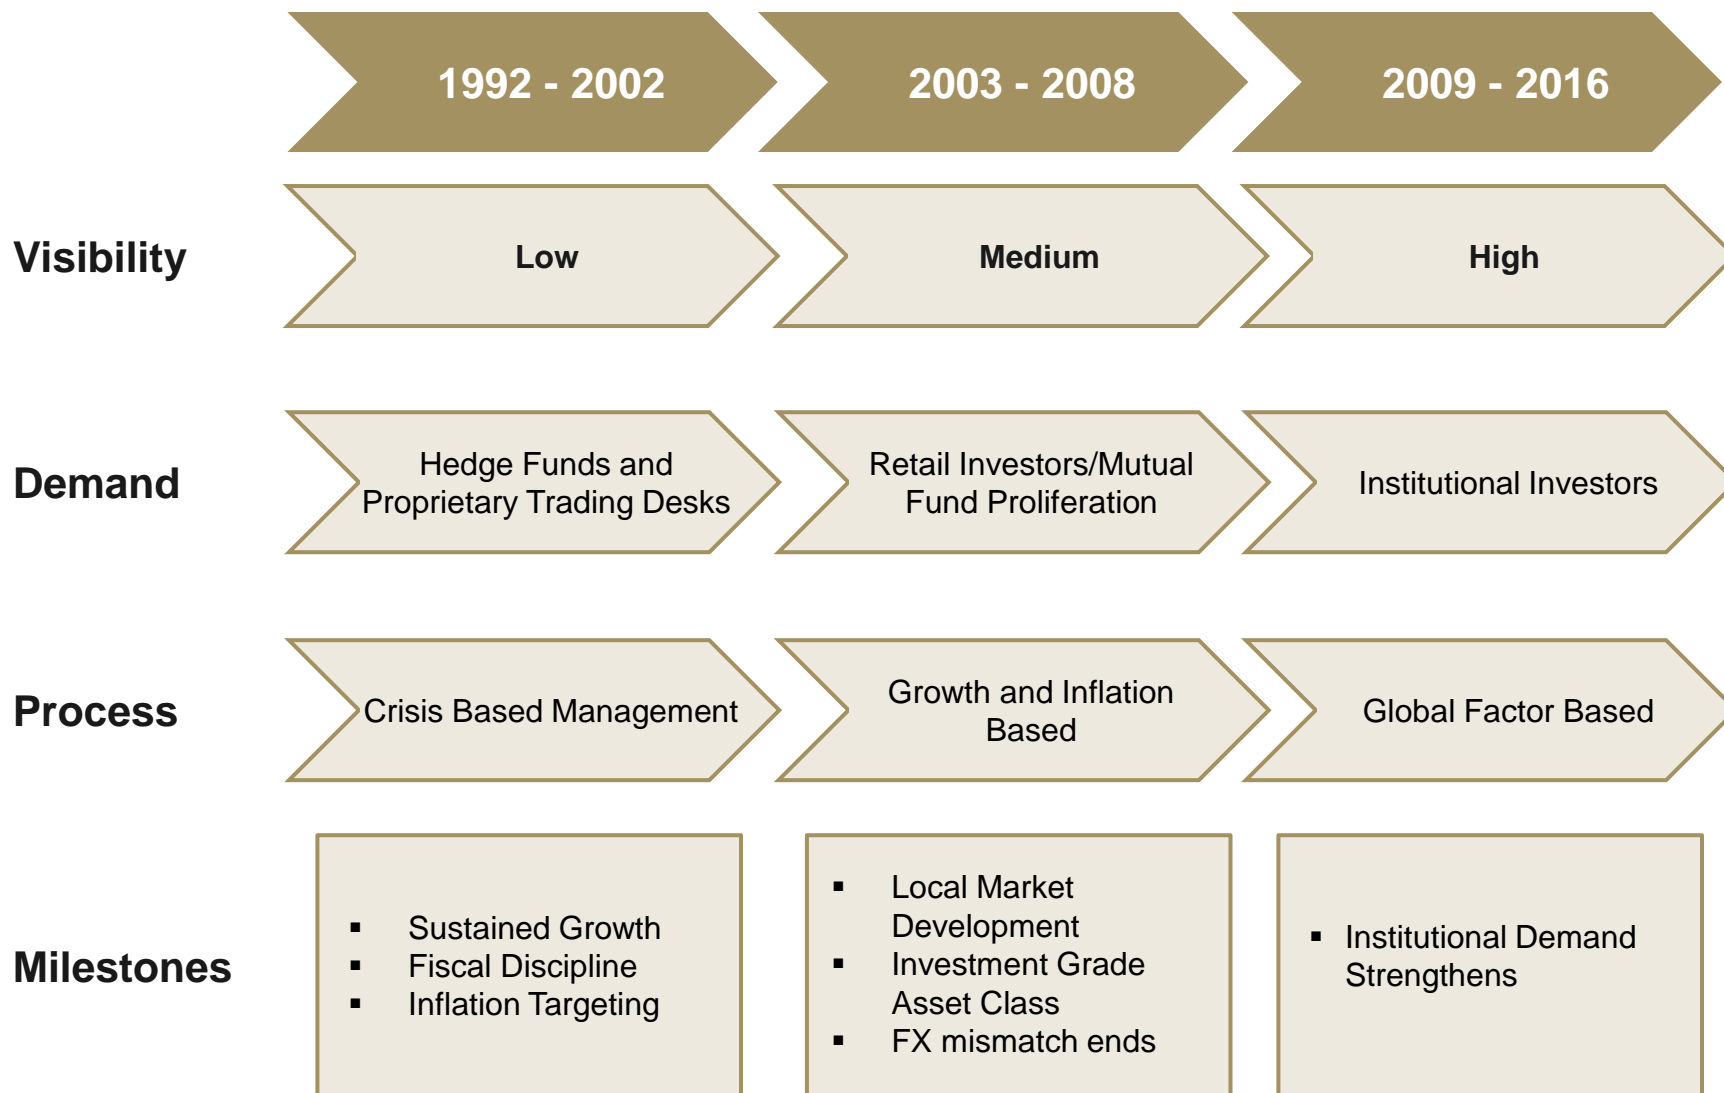 1992 - 2002
2003 - 2008
2009 - 2016
Visibility
Low
Medium
High
Demand
Hedge Funds and
Proprietary Trading Desks
Retail Investors/Mutual
Fund Proliferation
Institutional Investors
Process
Crisis Based Management
Growth and Inflation
Based
Global Factor Based
Milestones
▪ Sustained Growth
▪ Fiscal Discipline
▪ Inflation Targeting
▪ Local Market
Development
▪ Investment Grade
Asset Class
▪ FX mismatch ends
▪ Institutional Demand
Strengthens